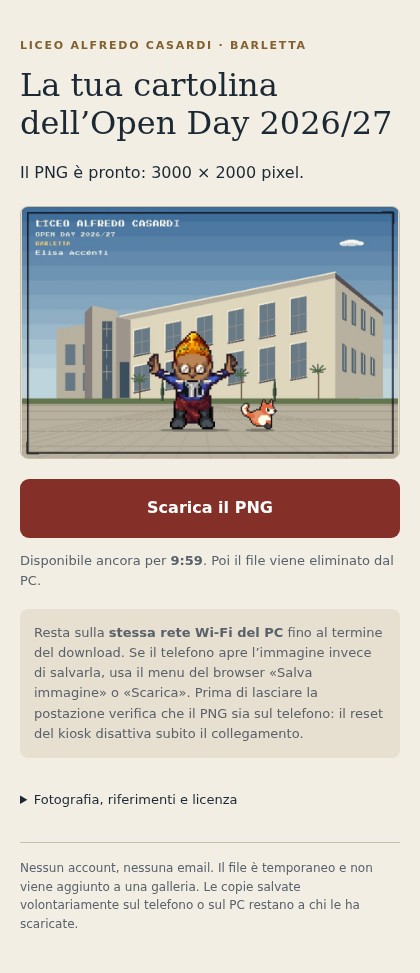 LICEO ALFREDO CASARDI · BARLETTA
La tua cartolina
dell’Open Day 2026/27
Il PNG è pronto: 3000 × 2000 pixel.
LICEO ALFREDO CASARDI
OPEN DAY 2026/27
BARLETTA
Elisa Accénti
Scarica il PNG
Disponibile ancora per 9:59. Poi il file viene eliminato dal
PC.
Resta sulla stessa rete Wi-Fi del PC fino al termine
del download. Se il telefono apre l’immagine invece
di salvarla, usa il menu del browser «Salva
immagine» o «Scarica». Prima di lasciare la
postazione verifica che il PNG sia sul telefono: il reset
del kiosk disattiva subito il collegamento.
Fotografia, riferimenti e licenza
Nessun account, nessuna email. Il file è temporaneo e non
viene aggiunto a una galleria. Le copie salvate
volontariamente sul telefono o sul PC restano a chi le ha
scaricate.